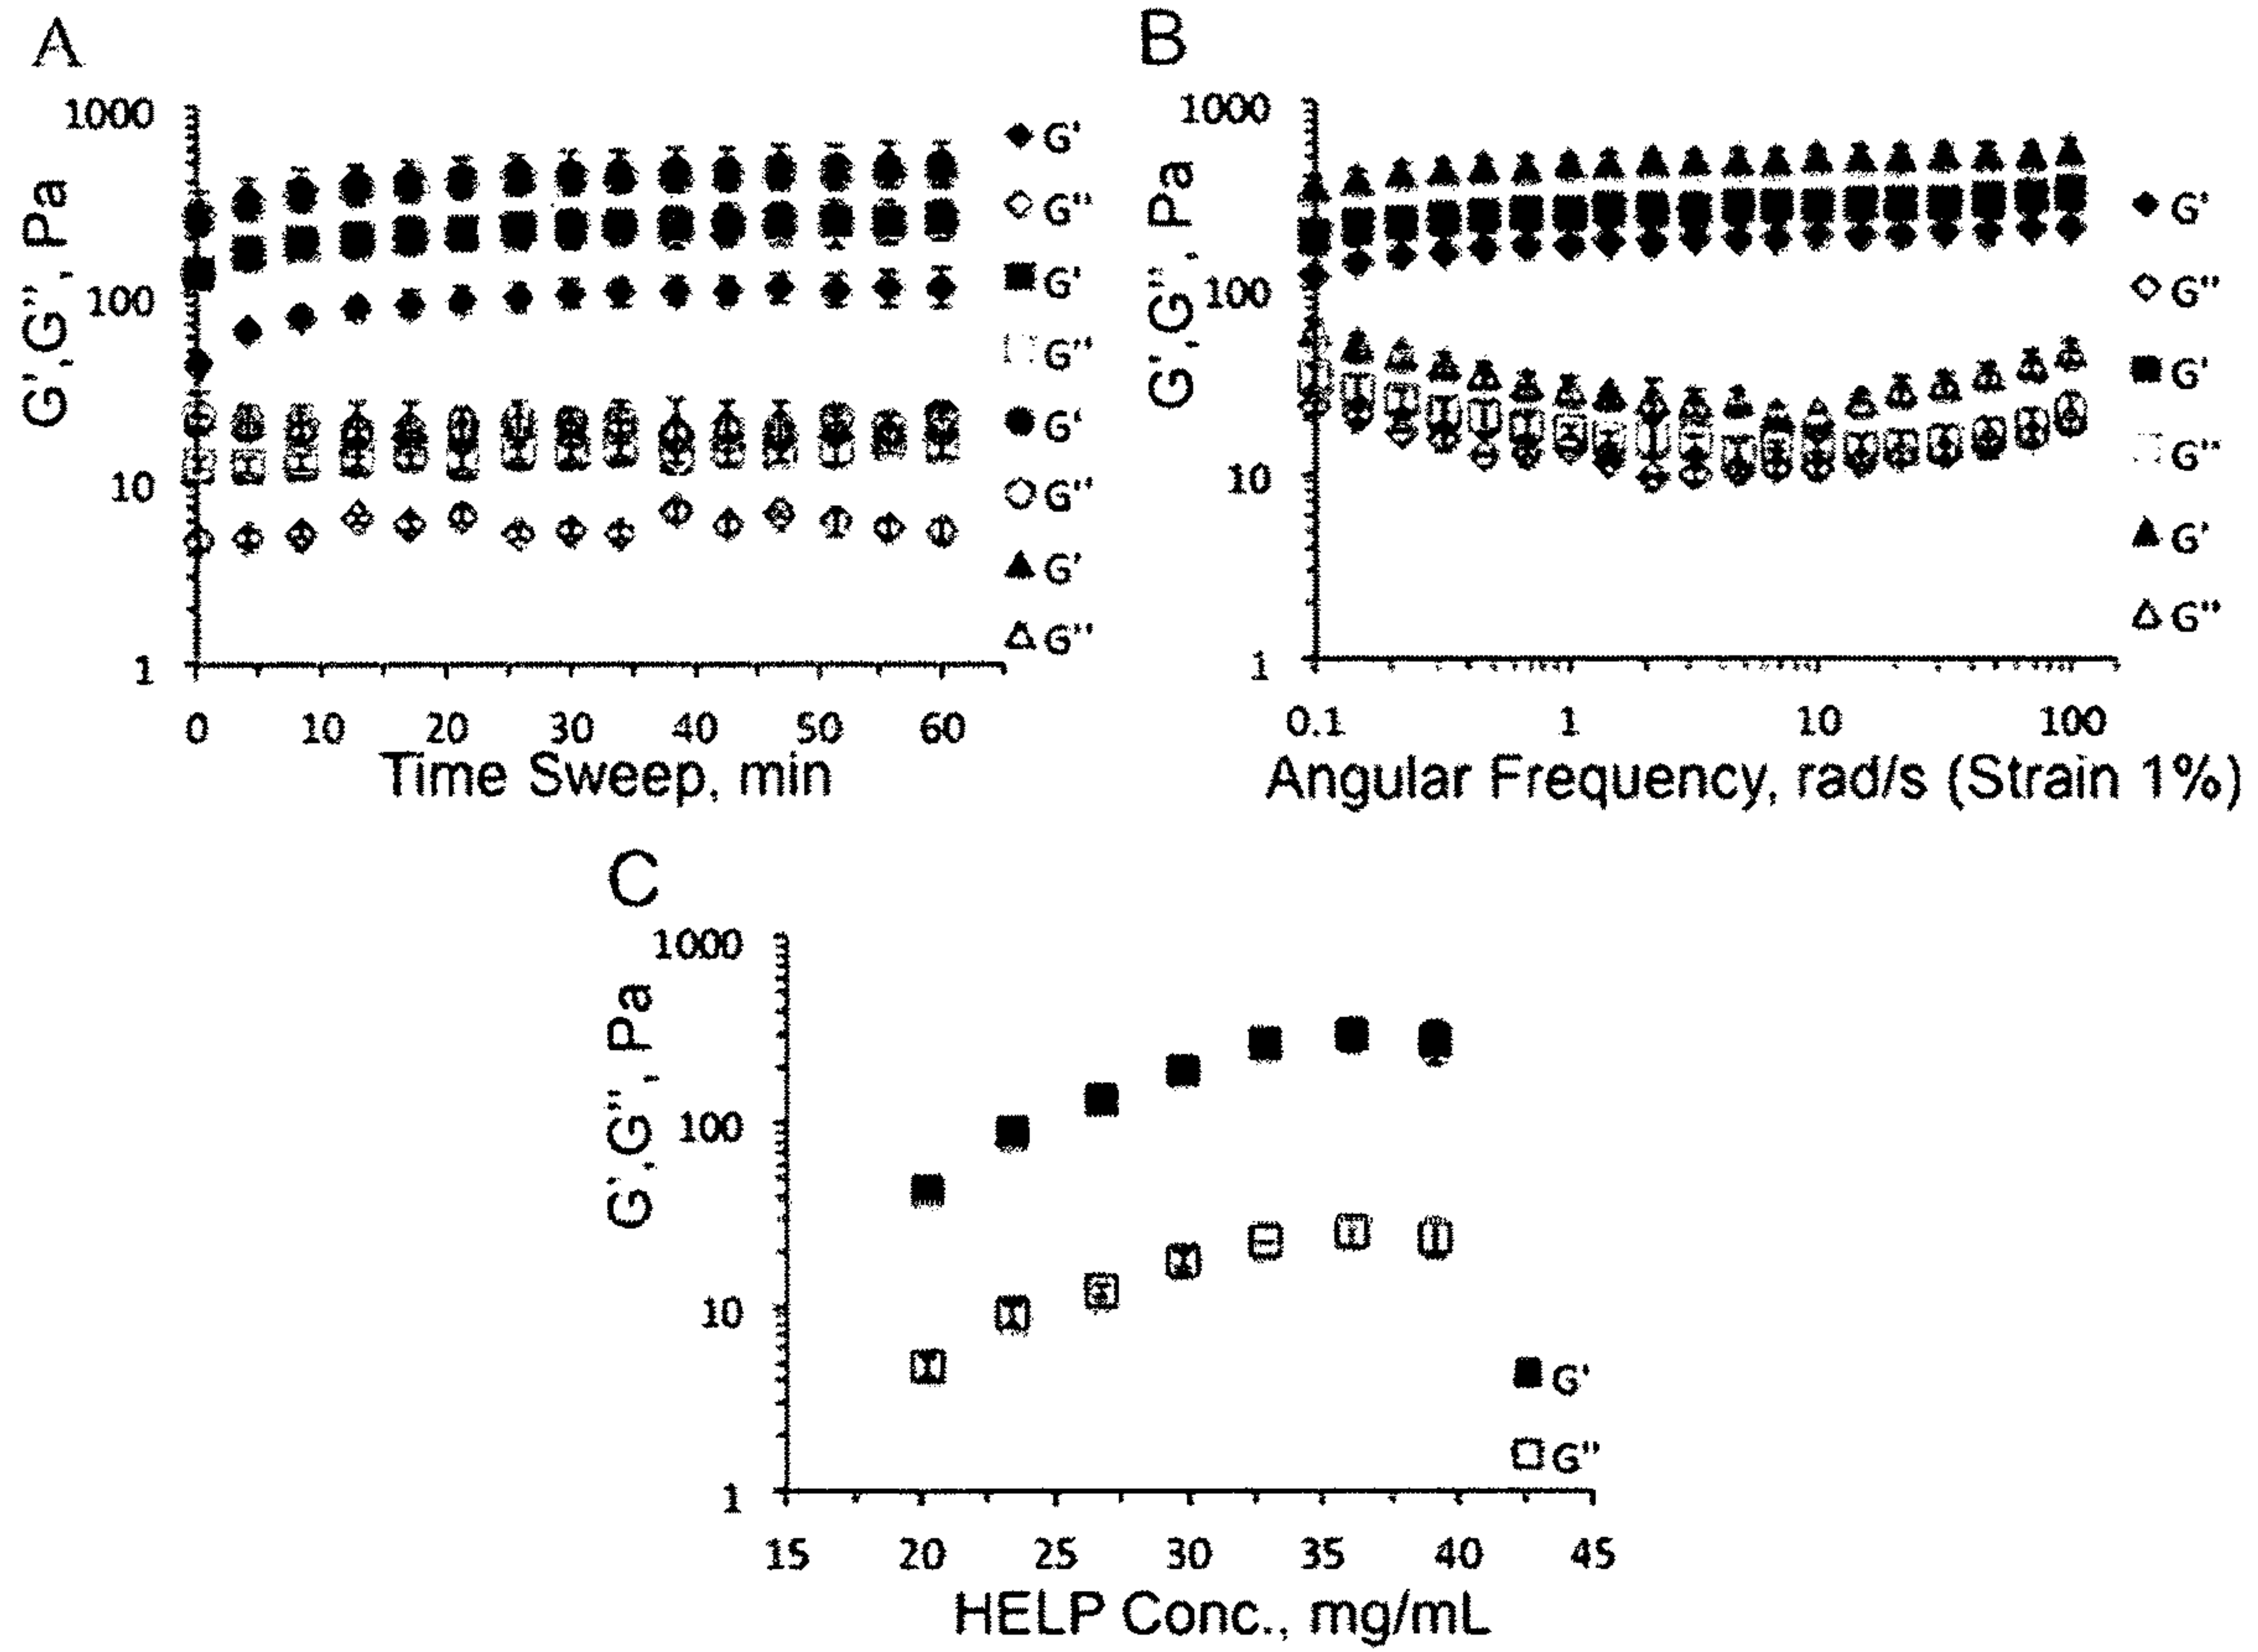 A
1000
100
10
1
G',G'', Pa
0 10 20 30 40 50 60
Time Sweep, min
G'
G''
G'
G''
G'
G''
G'
G''
B
1000
100
10
1
G',G'', Pa
0.1 1 10 100
Angular Frequency, rad/s (Strain 1%)
G'
G''
G'
G''
G'
G''
C
1000
100
10
1
G',G'', Pa
15 20 25 30 35 40 45
HELP Conc., mg/mL
G'
G''